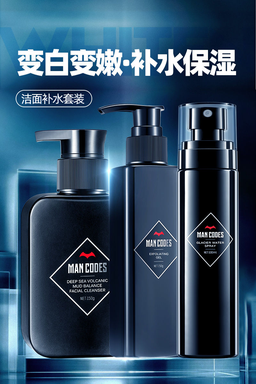 变白变嫩·补水保湿
洁面补水套装
MAN CODES
DEEP SEA VOLCANIC
MUD BALANCE
FACIAL CLEANSER
MAN CODES
EXFOLIATING
GEL
MAN CODES
GLACIER WATER
SPRAY